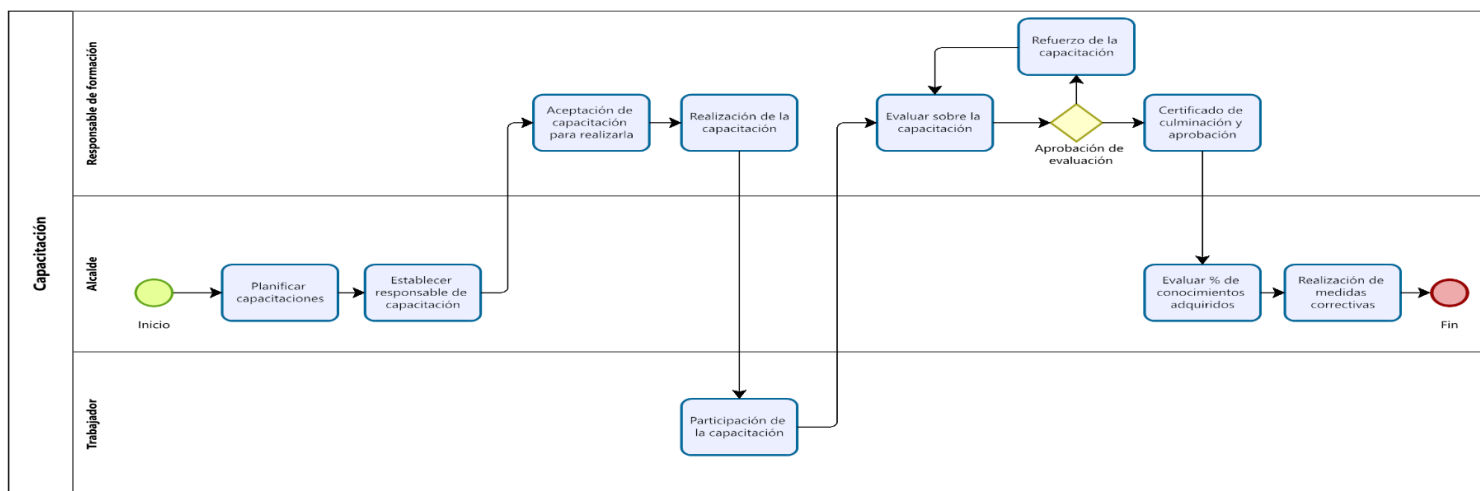 Capacitación
Responsable de formación
Refuerzo de la
capacitación
Aceptación de
capacitación
para realizarla
Realización de la
capacitación
Evaluar sobre la
capacitación
Aprobación de
evaluación
Certificado de
culminación y
aprobación
Alcalde
Inicio
Planificar
capacitaciones
Establecer
responsable de
capacitación
Evaluar % de
conocimientos
adquiridos
Realización de
medidas
correctivas
Fin
Trabajador
Participación de
la capacitación